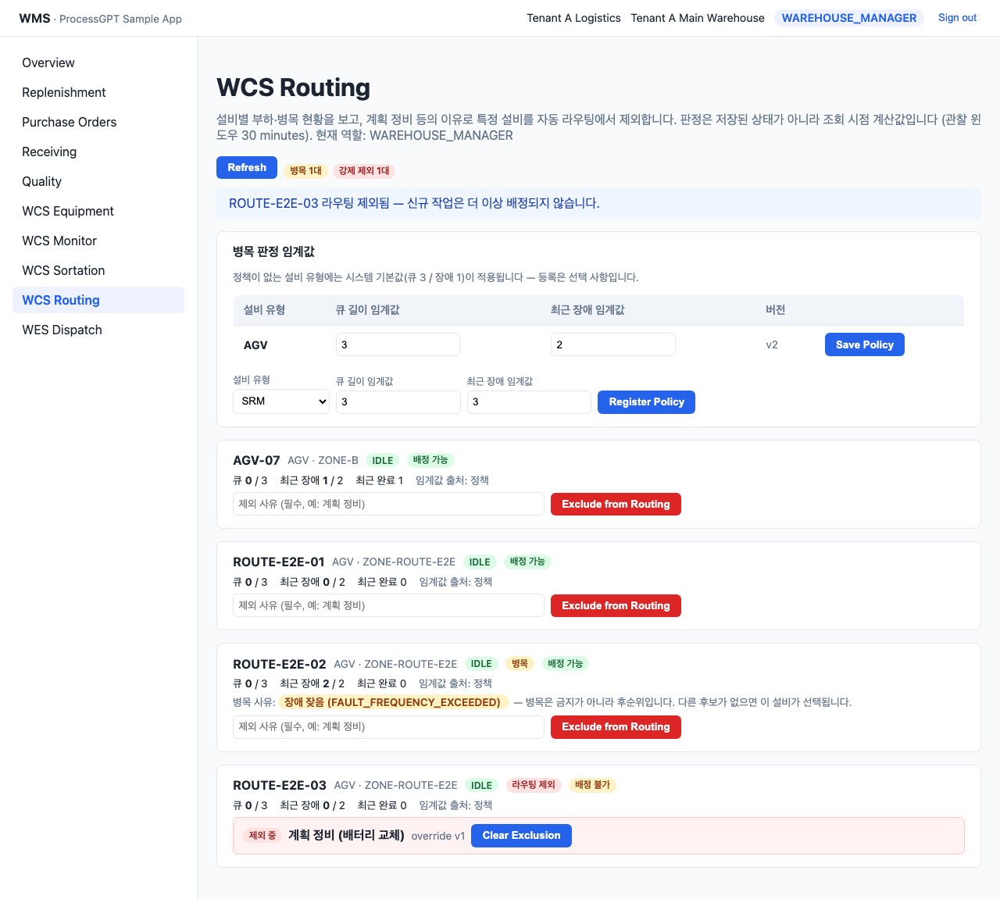 WMS · ProcessGPT Sample App
Tenant A Logistics Tenant A Main Warehouse WAREHOUSE_MANAGER Sign out
Overview
Replenishment
Purchase Orders
Receiving
Quality
WCS Equipment
WCS Monitor
WCS Sortation
WCS Routing
WES Dispatch
WCS Routing
설비별 부하·병목 현황을 보고, 계획 정비 등의 이유로 특정 설비를 자동 라우팅에서 제외합니다. 판정은 저장된 상태가 아니라 조회 시점 계산값입니다 (관찰 윈
도우 30 minutes). 현재 역할: WAREHOUSE_MANAGER
Refresh 병목 1대 강제 제외 1대
ROUTE-E2E-03 라우팅 제외됨 — 신규 작업은 더 이상 배정되지 않습니다.
병목 판정 임계값
정책이 없는 설비 유형에는 시스템 기본값(큐 3 / 장애 1)이 적용됩니다 — 등록은 선택 사항입니다.
설비 유형 큐 길이 임계값 최근 장애 임계값 버전
AGV 3 2 v2 Save Policy
설비 유형 큐 길이 임계값 최근 장애 임계값
SRM 3 3 Register Policy
AGV-07 AGV · ZONE-B IDLE 배정 가능
큐 0 / 3 최근 장애 1 / 2 최근 완료 1 임계값 출처: 정책
제외 사유 (필수, 예: 계획 정비) Exclude from Routing
ROUTE-E2E-01 AGV · ZONE-ROUTE-E2E IDLE 배정 가능
큐 0 / 3 최근 장애 0 / 2 최근 완료 0 임계값 출처: 정책
제외 사유 (필수, 예: 계획 정비) Exclude from Routing
ROUTE-E2E-02 AGV · ZONE-ROUTE-E2E IDLE 병목 배정 가능
큐 0 / 3 최근 장애 2 / 2 최근 완료 0 임계값 출처: 정책
병목 사유: 장애 잦음 (FAULT_FREQUENCY_EXCEEDED) — 병목은 금지가 아니라 후순위입니다. 다른 후보가 없으면 이 설비가 선택됩니다.
제외 사유 (필수, 예: 계획 정비) Exclude from Routing
ROUTE-E2E-03 AGV · ZONE-ROUTE-E2E IDLE 라우팅 제외 배정 불가
큐 0 / 3 최근 장애 0 / 2 최근 완료 0 임계값 출처: 정책
제외 중 계획 정비 (배터리 교체) override v1 Clear Exclusion